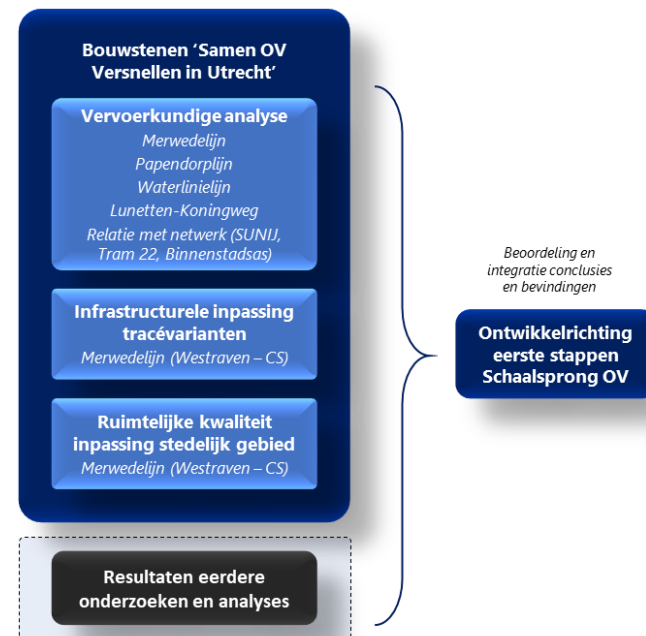 Bouwstenen ‘Samen OV
Versnellen in Utrecht’
Vervoerkundige analyse
Merwedelijn
Papendorplijn
Waterlinielijn
Lunetten-Koningweg
Relatie met netwerk (SUNIJ,
Tram 22, Binnenstadsas)
Infrastructurele inpassing
tracévarianten
Merwedelijn (Westraven – CS)
Ruimtelijke kwaliteit
inpassing stedelijk gebied
Merwedelijn (Westraven – CS)
Resultaten eerdere
onderzoeken en analyses
Beoordeling en
integratie conclusies
en bevindingen
Ontwikkelrichting
eerste stappen
Schaalsprong OV